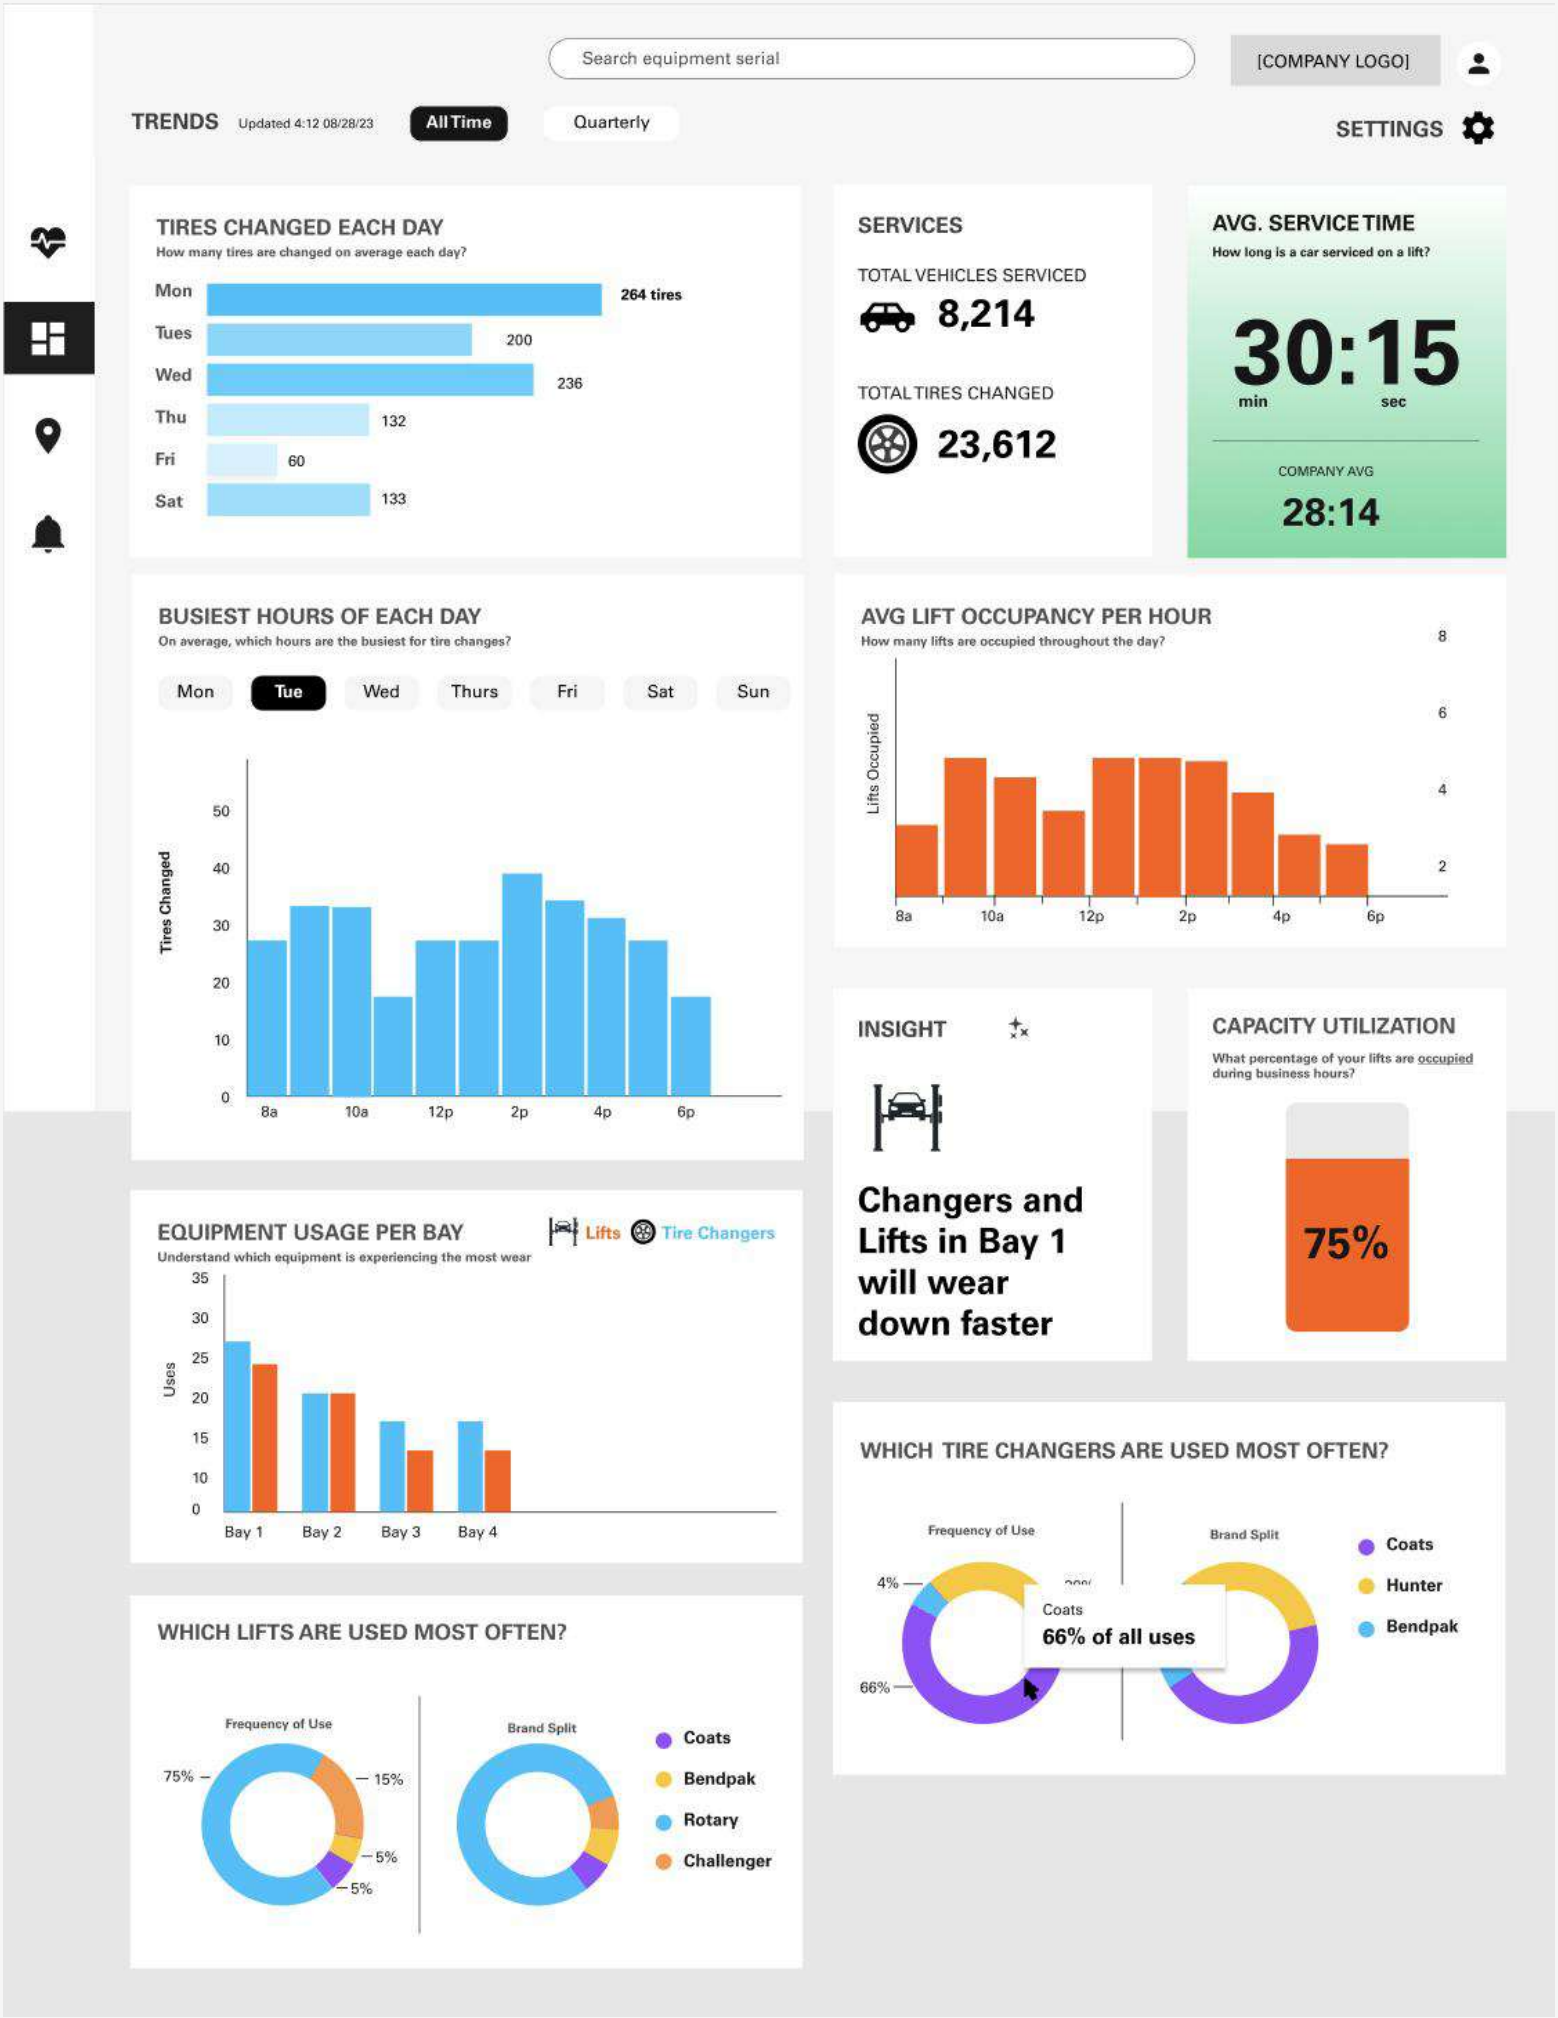 Search equipment serial
[COMPANY LOGO]
TRENDS
Updated 4:12 08/28/23
All Time
Quarterly
SETTINGS
TIRES CHANGED EACH DAY
How many tires are changed on average each day?
Mon
264 tires
Tues
200
Wed
236
Thu
132
Fri
60
Sat
133
SERVICES
TOTAL VEHICLES SERVICED
8,214
TOTAL TIRES CHANGED
23,612
AVG. SERVICE TIME
How long is a car serviced on a lift?
30:15
min
sec
COMPANY AVG
28:14
BUSIEST HOURS OF EACH DAY
On average, which hours are the busiest for tire changes?
Mon
Tue
Wed
Thurs
Fri
Sat
Sun
Tires Changed
50
40
30
20
10
0
8a
10a
12p
2p
4p
6p
AVG LIFT OCCUPANCY PER HOUR
How many lifts are occupied throughout the day?
8
6
4
2
Lifts Occupied
8a
10a
12p
2p
4p
6p
INSIGHT
Changers and
Lifts in Bay 1
will wear
down faster
CAPACITY UTILIZATION
What percentage of your lifts are occupied
during business hours?
75%
EQUIPMENT USAGE PER BAY
Understand which equipment is experiencing the most wear
Lifts
Tire Changers
35
30
25
20
15
10
0
Uses
Bay 1
Bay 2
Bay 3
Bay 4
WHICH TIRE CHANGERS ARE USED MOST OFTEN?
Frequency of Use
4%
66%
Coats
66% of all uses
Brand Split
Coats
Hunter
Bendpak
WHICH LIFTS ARE USED MOST OFTEN?
Frequency of Use
75%
15%
5%
5%
Brand Split
Coats
Bendpak
Rotary
Challenger